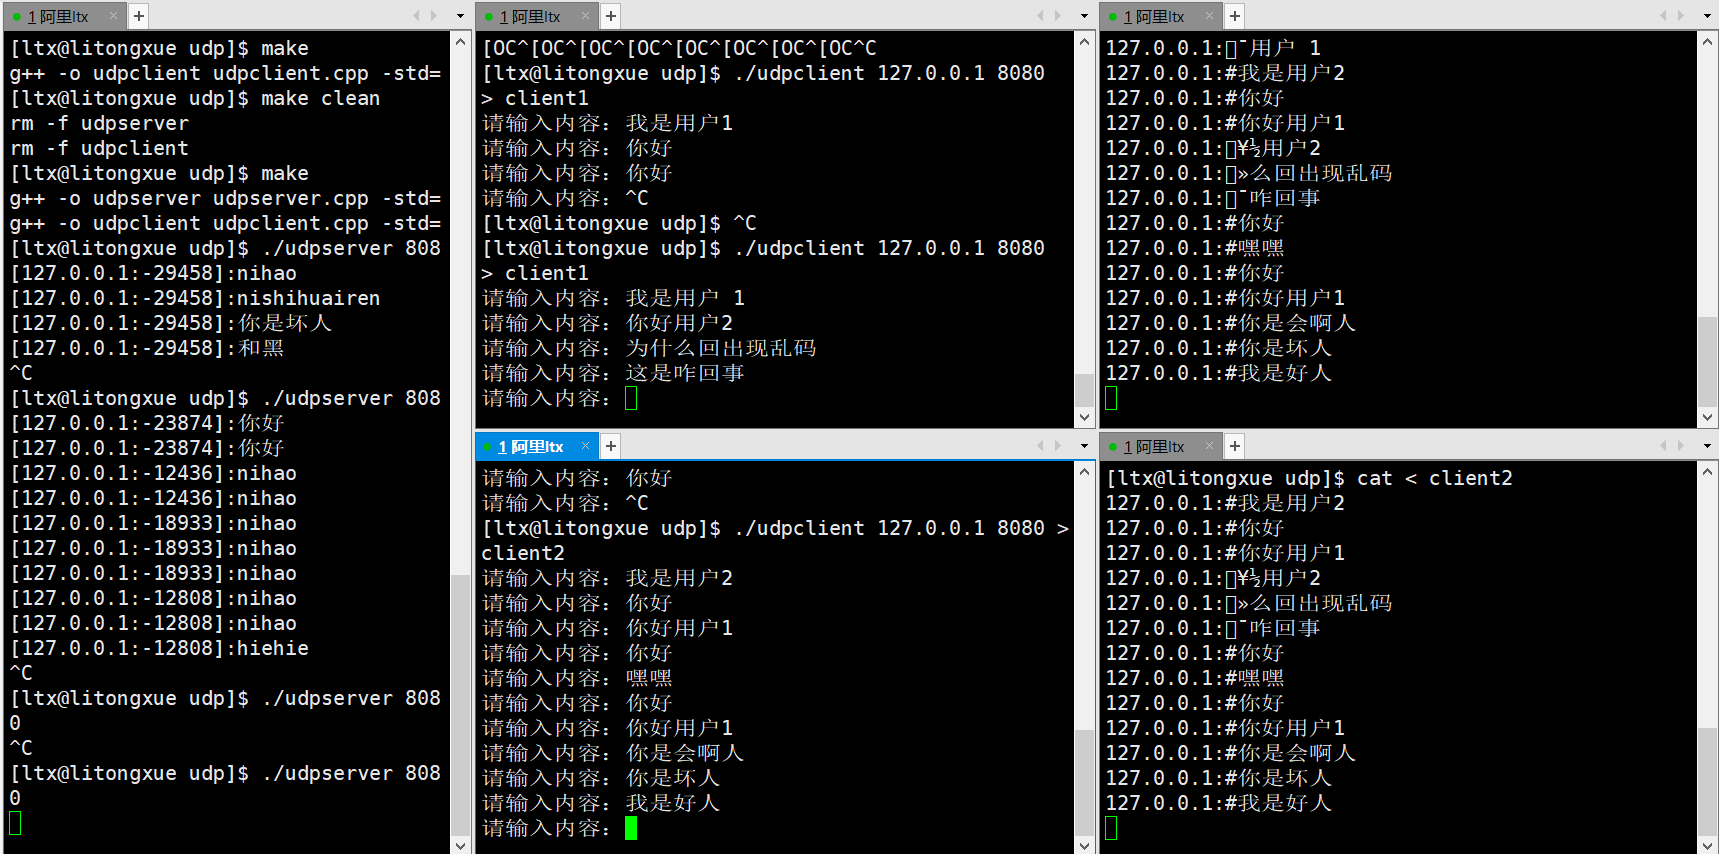 1 阿里ltx
[ltx@litongxue udp]$ make
g++ -o udpclient udpclient.cpp -std=
[ltx@litongxue udp]$ make clean
rm -f udpserver
rm -f udpclient
[ltx@litongxue udp]$ make
g++ -o udpserver udpserver.cpp -std=
g++ -o udpclient udpclient.cpp -std=
[ltx@litongxue udp]$ ./udpserver 808
[127.0.0.1:-29458]:nihao
[127.0.0.1:-29458]:nishihuairen
[127.0.0.1:-29458]:你是坏人
[127.0.0.1:-29458]:和黑
^C
[ltx@litongxue udp]$ ./udpserver 808
[127.0.0.1:-23874]:你好
[127.0.0.1:-23874]:你好
[127.0.0.1:-12436]:nihao
[127.0.0.1:-12436]:nihao
[127.0.0.1:-18933]:nihao
[127.0.0.1:-18933]:nihao
[127.0.0.1:-18933]:nihao
[127.0.0.1:-12808]:nihao
[127.0.0.1:-12808]:nihao
[127.0.0.1:-12808]:hiehie
^C
[ltx@litongxue udp]$ ./udpserver 808
0
^C
[ltx@litongxue udp]$ ./udpserver 808
0
1 阿里ltx
[OC^[OC^[OC^[OC^[OC^[OC^[OC^[OC^C
[ltx@litongxue udp]$ ./udpclient 127.0.0.1 8080
> client1
请输入内容：我是用户1
请输入内容：你好
请输入内容：你好
请输入内容：^C
[ltx@litongxue udp]$ ^C
[ltx@litongxue udp]$ ./udpclient 127.0.0.1 8080
> client1
请输入内容：我是用户 1
请输入内容：你好用户2
请输入内容：为什么回出现乱码
请输入内容：这是咋回事
请输入内容：
1 阿里ltx
127.0.0.1:¯用户 1
127.0.0.1:#我是用户2
127.0.0.1:#你好
127.0.0.1:#你好用户1
127.0.0.1:¥½用户2
127.0.0.1:»么回出现乱码
127.0.0.1:¯咋回事
127.0.0.1:#你好
127.0.0.1:#嘿嘿
127.0.0.1:#你好
127.0.0.1:#你好用户1
127.0.0.1:#你是会啊人
127.0.0.1:#你是坏人
127.0.0.1:#我是好人
1 阿里ltx
请输入内容：你好
请输入内容：^C
[ltx@litongxue udp]$ ./udpclient 127.0.0.1 8080 >
client2
请输入内容：我是用户2
请输入内容：你好
请输入内容：你好用户1
请输入内容：你好
请输入内容：嘿嘿
请输入内容：你好
请输入内容：你好用户1
请输入内容：你是会啊人
请输入内容：你是坏人
请输入内容：我是好人
请输入内容：
1 阿里ltx
[ltx@litongxue udp]$ cat < client2
127.0.0.1:#我是用户2
127.0.0.1:#你好
127.0.0.1:#你好用户1
127.0.0.1:¥½用户2
127.0.0.1:»么回出现乱码
127.0.0.1:¯咋回事
127.0.0.1:#你好
127.0.0.1:#嘿嘿
127.0.0.1:#你好
127.0.0.1:#你好用户1
127.0.0.1:#你是会啊人
127.0.0.1:#你是坏人
127.0.0.1:#我是好人